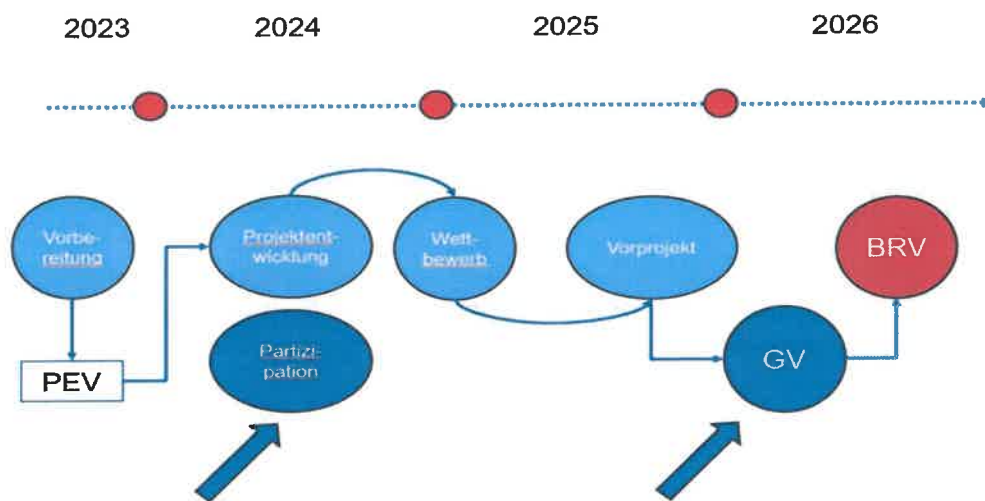 2023
2024
2025
2026
Vorbe-
reitung
Projektent-
wicklung
Wett-
bewerb
Vorprojekt
BRV
PEV
Partizi-
pation
GV